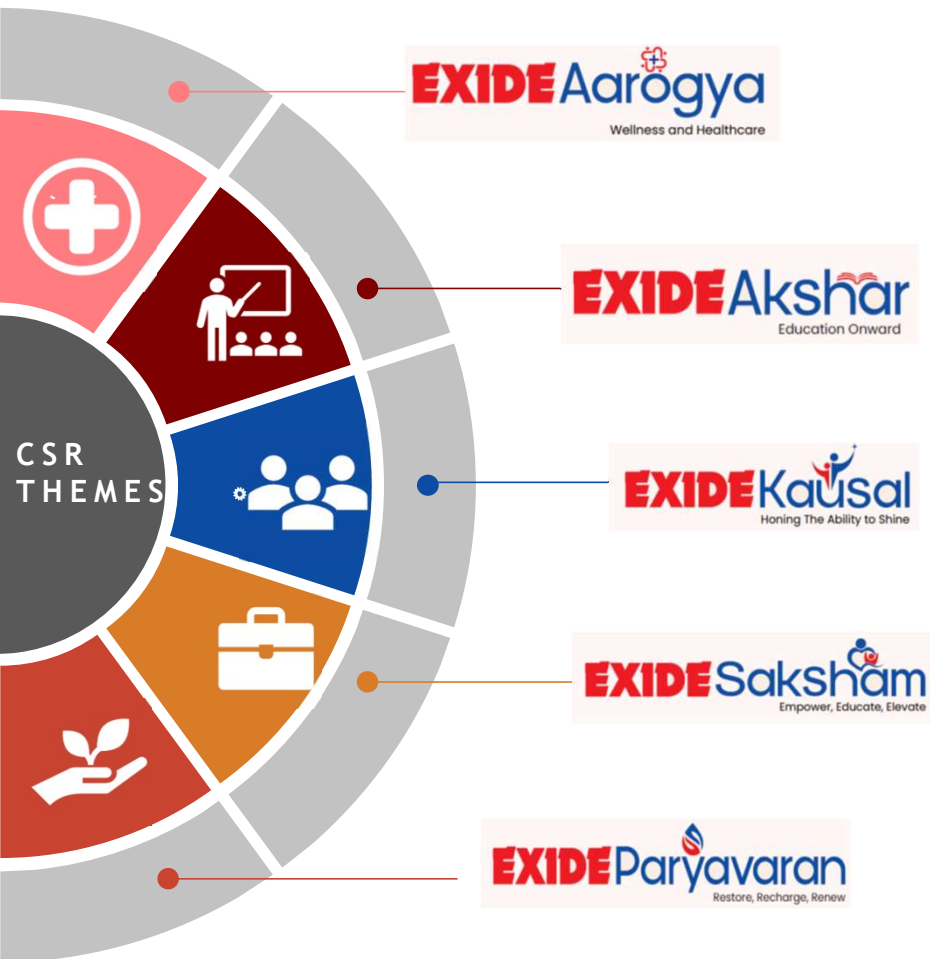 EXIDE Aarogya
Wellness and Healthcare
EXIDE Akshar
Education Onward
CSR
THEMES
EXIDE Kausal
Honing The Ability to Shine
EXIDE Saksham
Empower, Educate, Elevate
EXIDE Paryavaran
Restore, Recharge, Renew